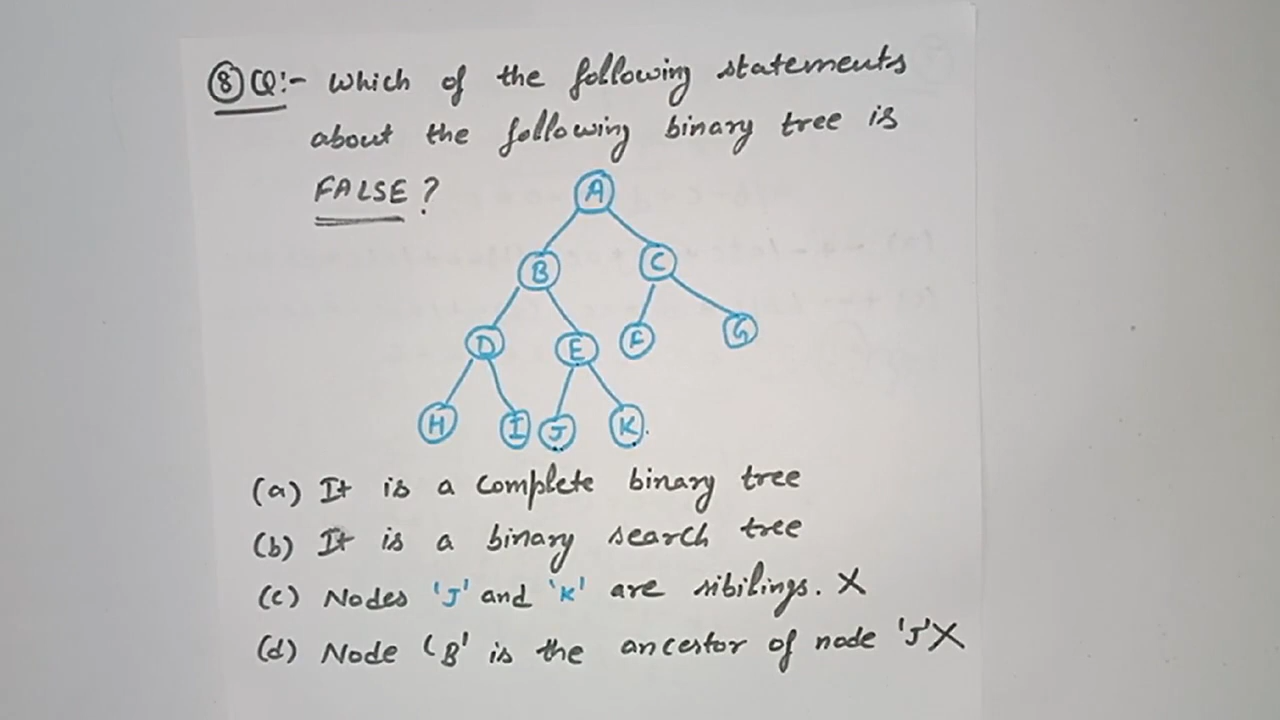 ⑧ Q:- Which of the following statements
about the following binary tree is
FALSE?
A
B C
D E F G
H I J K.
(a) It is a complete binary tree
(b) It is a binary search tree
(c) Nodes 'J' and 'K' are sibilings. X
(d) Node 'B' is the ancestor of node 'J' X